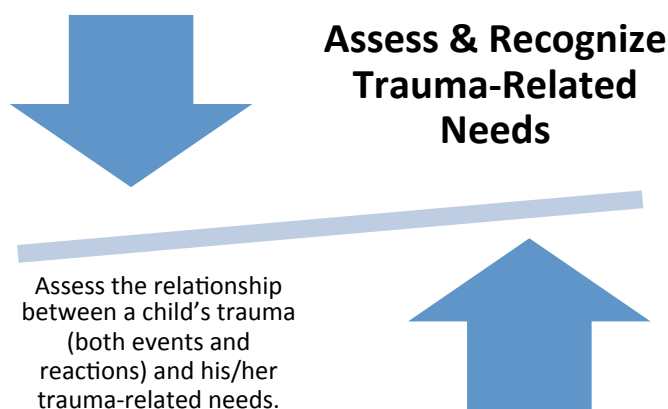 Assess & Recognize
Trauma-Related
Needs
Assess the relationship
between a child’s trauma
(both events and
reactions) and his/her
trauma-related needs.